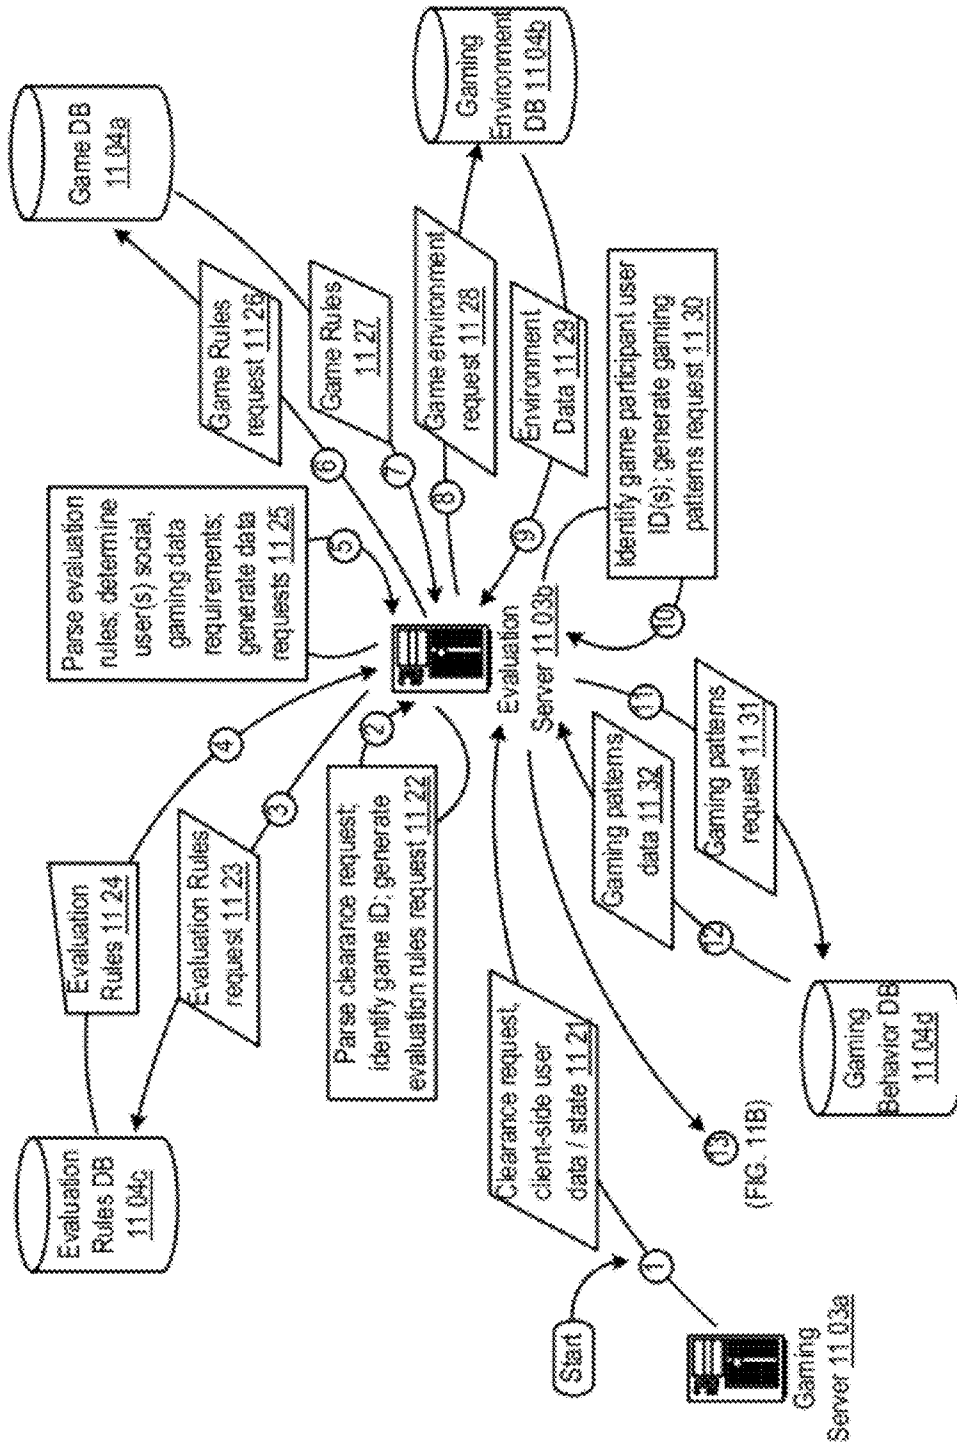 Start
Gaming
Server 1103a
1
Clearance request,
client-side user
data / state 1121
Evaluation
Server 1103b
Parse clearance request;
identify game ID; generate
evaluation rules request 1122
2
Evaluation Rules
request 1123
3
Evaluation
Rules DB
1104c
Evaluation
Rules 1124
4
Parse evaluation
rules; determine
user(s) social,
gaming data
requirements;
generate data
requests 1125
5
Game Rules
request 1126
6
Game DB
1104a
Game Rules
1127
7
Game environment
request 1128
8
Gaming
Environment
DB 1104b
Environment
Data 1129
9
Identify game participant user
ID(s); generate gaming
patterns request 1130
10
Gaming patterns
request 1131
11
Gaming
Behavior DB
1104d
Gaming patterns
data 1132
12
13
(FIG. 11B)